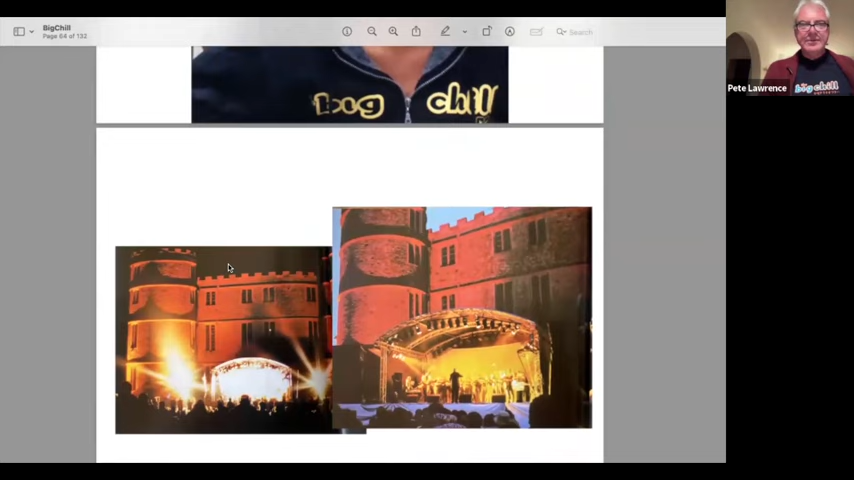 BigChill
Page 64 of 132
Search
big chill
Pete Lawrence
big chill